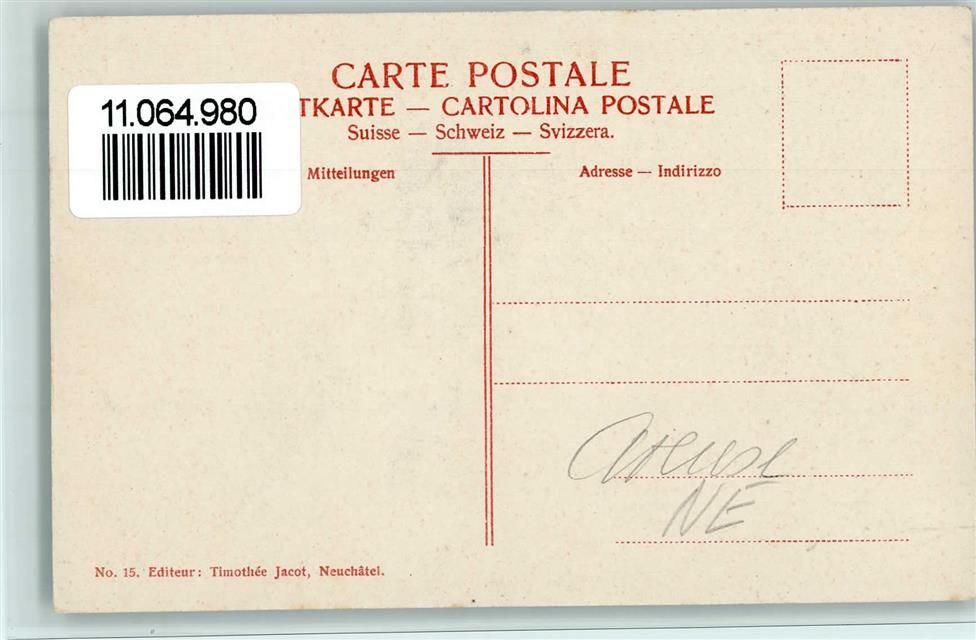 11.064.980
CARTE POSTALE
TKARTE — CARTOLINA POSTALE
Suisse — Schweiz — Svizzera.
Mitteilungen
Adresse — Indirizzo
NE
No. 15. Editeur: Timothée Jacot, Neuchâtel.